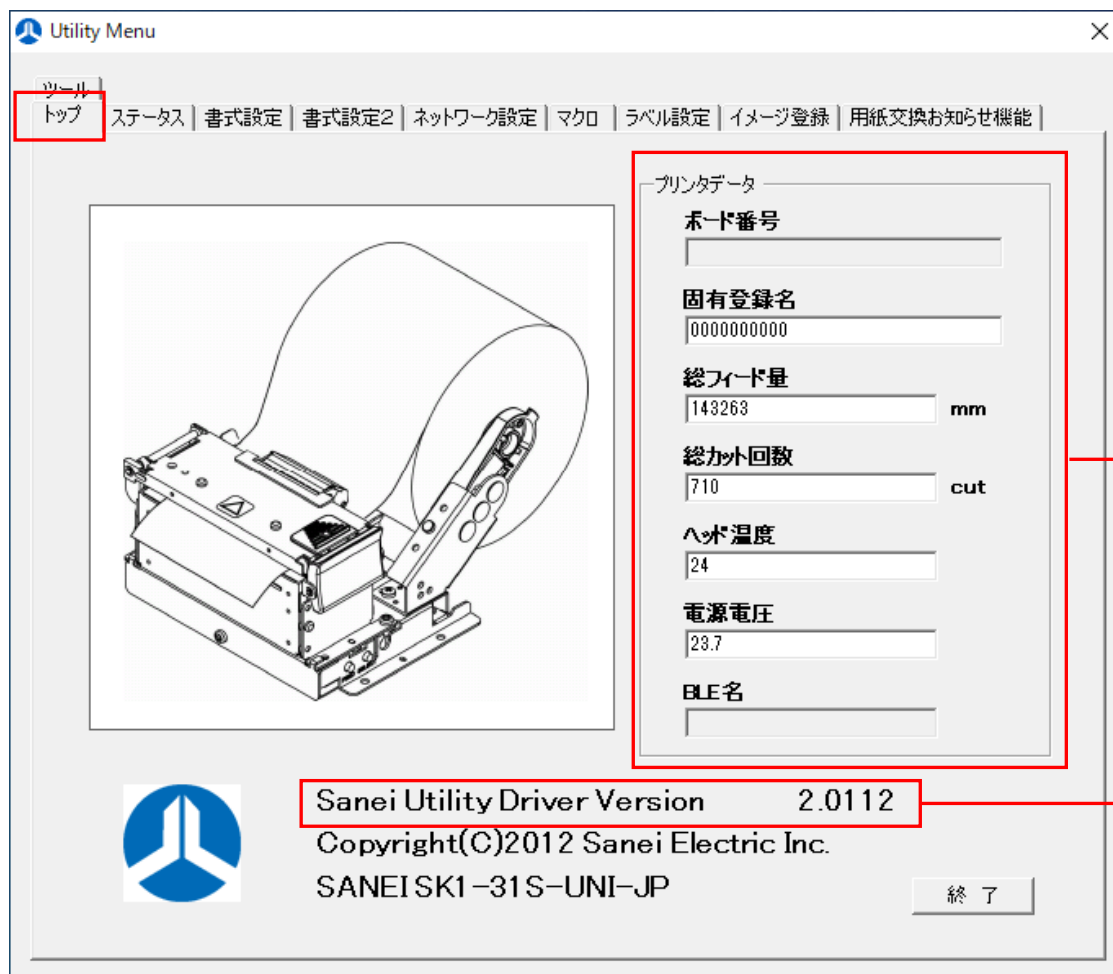 Utility Menu
ツール
トップ ステータス 書式設定 書式設定2 ネットワーク設定 マクロ ラベル設定 イメージ登録 用紙交換お知らせ機能
プリンタデータ
ボード番号
固有登録名
0000000000
総フィード量
143263 mm
総カット回数
710 cut
ヘッド温度
24
電源電圧
23.7
BLE名
Sanei Utility Driver Version 2.0112
Copyright(C)2012 Sanei Electric Inc.
SANEI SK1-31S-UNI-JP
終 了